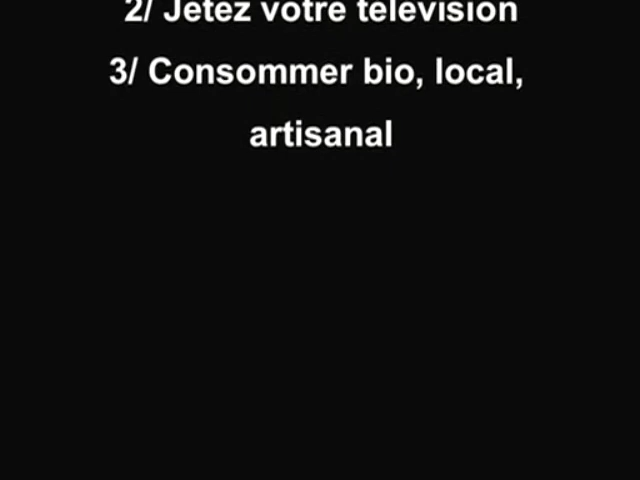 2/ Jetez votre télévision
3/ Consommer bio, local,
artisanal